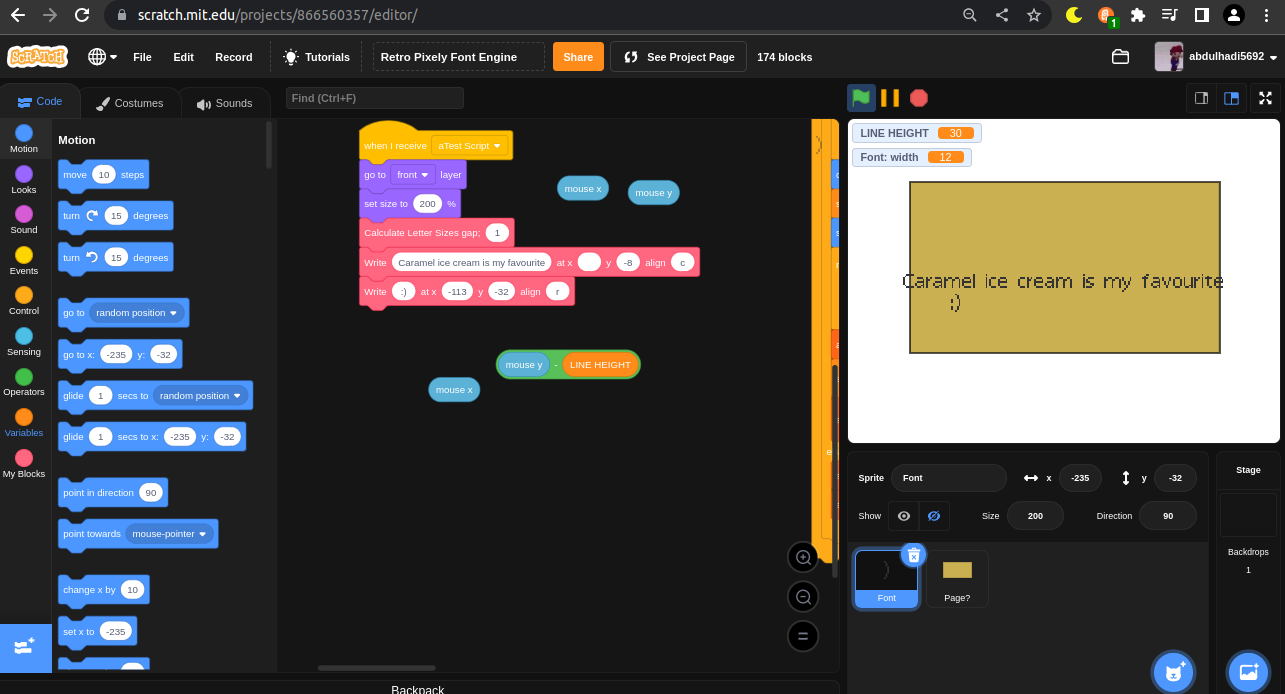 scratch.mit.edu/projects/866560357/editor/
1
SCRATCH
File Edit Record Tutorials Retro Pixely Font Engine Share See Project Page 174 blocks abdulhadi5692
Code Costumes Sounds Find (Ctrl+F)
Motion
Looks
Sound
Events
Control
Sensing
Operators
Variables
My Blocks
Motion
move 10 steps
turn 15 degrees
turn 15 degrees
go to random position
go to x: -235 y: -32
glide 1 secs to random position
glide 1 secs to x: -235 y: -32
point in direction 90
point towards mouse-pointer
change x by 10
set x to -235
when I receive aTest Script
go to front layer
set size to 200 %
Calculate Letter Sizes gap: 1
Write Caramel ice cream is my favourite at x y -8 align c
Write :) at x -113 y -32 align r
mouse x
mouse y
mouse y - LINE HEIGHT
mouse x
e
Backpack
LINE HEIGHT 30
Font: width 12
Caramel ice cream is my favourite
:)
Sprite Font x -235 y -32
Show Size 200 Direction 90
Font
Page?
Stage
Backdrops
1